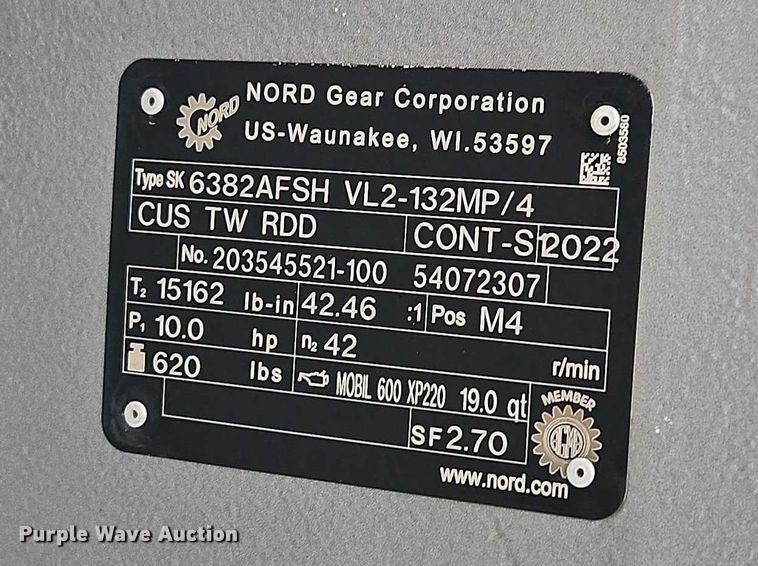 NORD
NORD Gear Corporation
US-Waunakee, WI.53597
8503580
Type SK 6382AFSH VL2-132MP/4
CUS TW RDD CONT-S1 2022
No. 203545521-100 54072307
T2 15162 lb-in 42.46 :1 Pos M4
P1 10.0 hp n2 42 r/min
620 lbs MOBIL 600 XP220 19.0 qt
SF 2.70
MEMBER
AGMA
www.nord.com
Purple Wave Auction